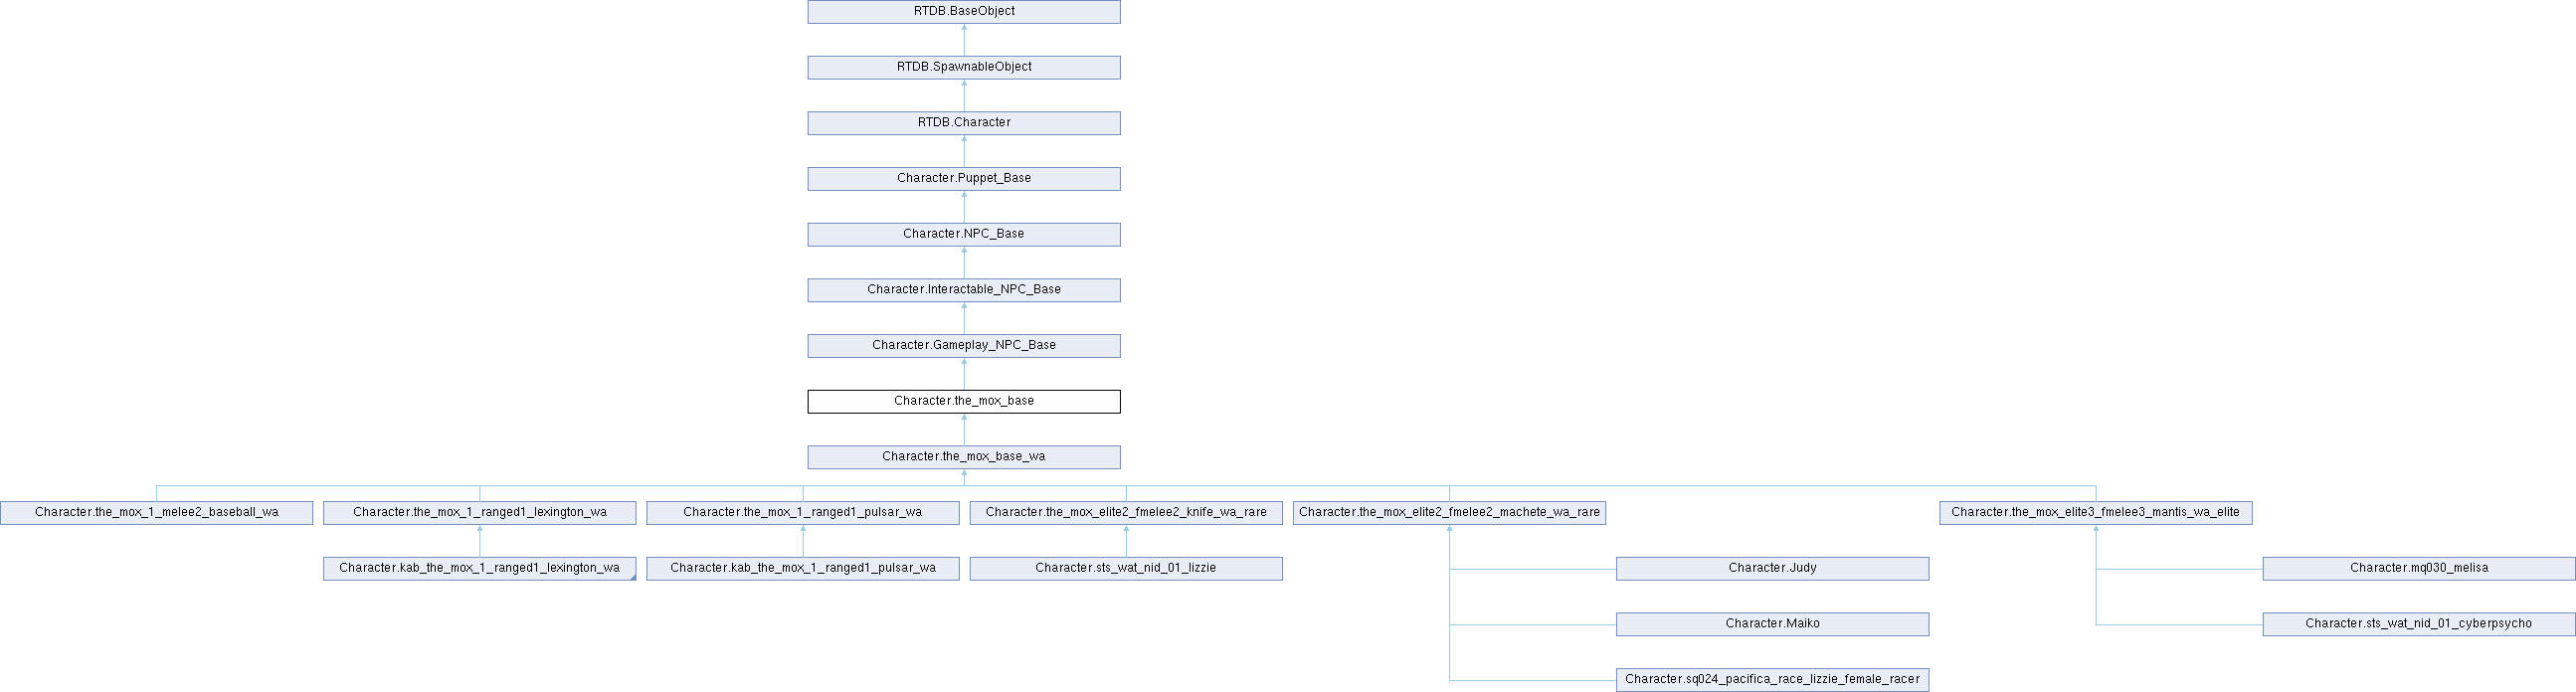 RTDB.BaseObject
RTDB.SpawnableObject
RTDB.Character
Character.Puppet_Base
Character.NPC_Base
Character.Interactable_NPC_Base
Character.Gameplay_NPC_Base
Character.the_mox_base
Character.the_mox_base_wa
Character.the_mox_1_melee2_baseball_wa
Character.the_mox_1_ranged1_lexington_wa
Character.the_mox_1_ranged1_pulsar_wa
Character.the_mox_elite2_fmelee2_knife_wa_rare
Character.the_mox_elite2_fmelee2_machete_wa_rare
Character.the_mox_elite3_fmelee3_mantis_wa_elite
Character.kab_the_mox_1_ranged1_lexington_wa
Character.kab_the_mox_1_ranged1_pulsar_wa
Character.sts_wat_nid_01_lizzie
Character.Judy
Character.mq030_melisa
Character.Maiko
Character.sts_wat_nid_01_cyberpsycho
Character.sq024_pacifica_race_lizzie_female_racer